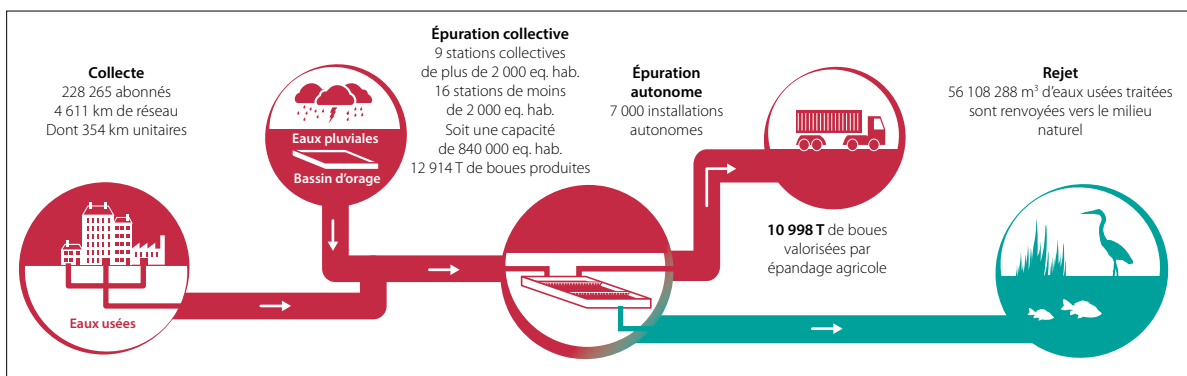 Collecte
228 265 abonnés
4 611 km de réseau
Dont 354 km unitaires
Eaux usées
Eaux pluviales
Bassin d'orage
Épuration collective
9 stations collectives
de plus de 2 000 eq. hab.
16 stations de moins
de 2 000 eq. hab.
Soit une capacité
de 840 000 eq. hab.
12 914 T de boues produites
Épuration
autonome
7 000 installations
autonomes
10 998 T de boues
valorisées par
épandage agricole
Rejet
56 108 288 m³ d'eaux usées traitées
sont renvoyées vers le milieu
naturel